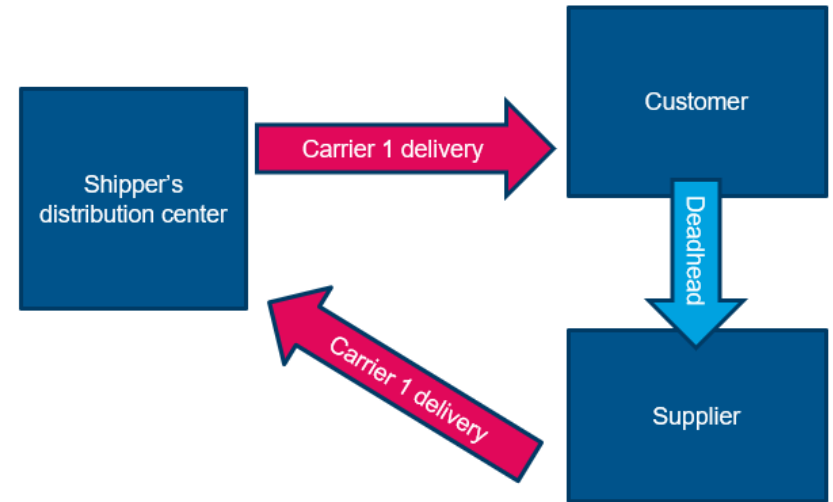 Shipper’s
distribution center
Carrier 1 delivery
Customer
Deadhead
Carrier 1 delivery
Supplier